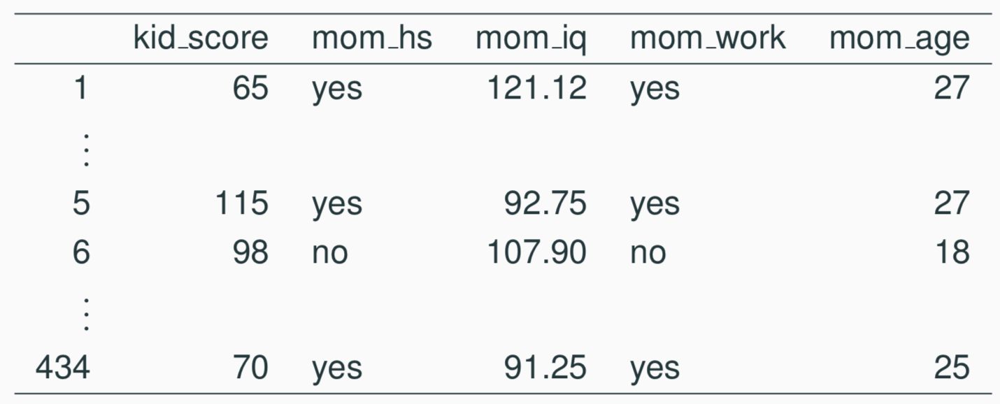 kid_score mom_hs mom_iq mom_work mom_age
1 65 yes 121.12 yes 27
⋮
5 115 yes 92.75 yes 27
6 98 no 107.90 no 18
⋮
434 70 yes 91.25 yes 25